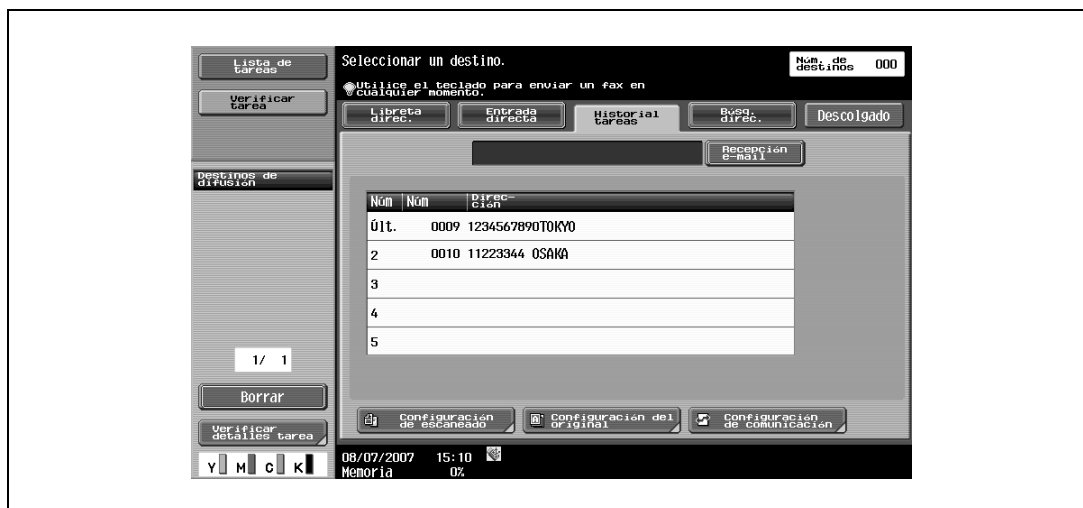 Lista de
tareas
Verificar
tarea
Destinos de
difusión
1/ 1
Borrar
Verificar
detalles tarea
Y M C K
Seleccionar un destino.
Núm. de
destinos 000
Utilice el teclado para enviar un fax en
cualquier momento.
Libreta
direc.
Entrada
directa
Historial
tareas
Búsq.
direc.
Descolgado
Recepción
e-mail
Núm Núm Direc-
ción
Últ. 0009 1234567890TOKYO
2 0010 11223344 OSAKA
3
4
5
Configuración
de escaneado
Configuración del
original
Configuración
de comunicación
08/07/2007 15:10
Memoria 0%